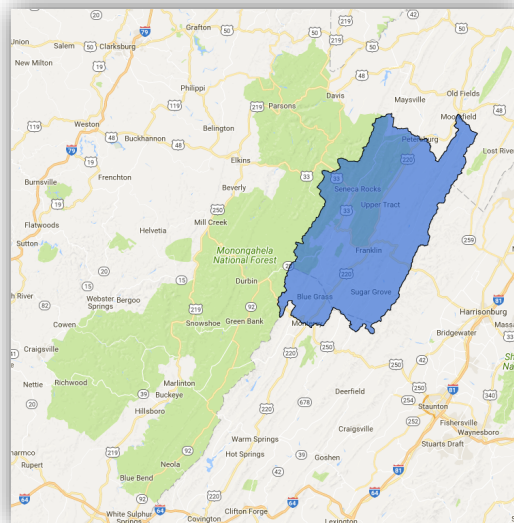 Union
Salem
Clarksburg
Grafton
New Milton
Philippi
Davis
Parsons
Maysville
Old Fields
Weston
Buckhannon
Belington
Moorefield
Petersburg
Elkins
Lost River
Frenchton
Burnsville
Beverly
Seneca Rocks
Upper Tract
Mill Creek
Flatwoods
Helvetia
Sutton
Monongahela
National Forest
Franklin
Durbin
Blue Grass
Sugar Grove
Webster
Springs
Bergoo
Harrisonburg
Cowen
Snowshoe
Green Bank
Bridgewater
Craigsville
Nettie
Richwood
Marlinton
Buckeye
Deerfield
Hillsboro
Staunton
Fishersville
Waynesboro
Craigsville
Warm Springs
Stuarts Draft
Rupert
Neola
Hot Springs
Goshen
Blue Bend
White Sulphur
Springs
Covington
Clifton Forge
Lexington